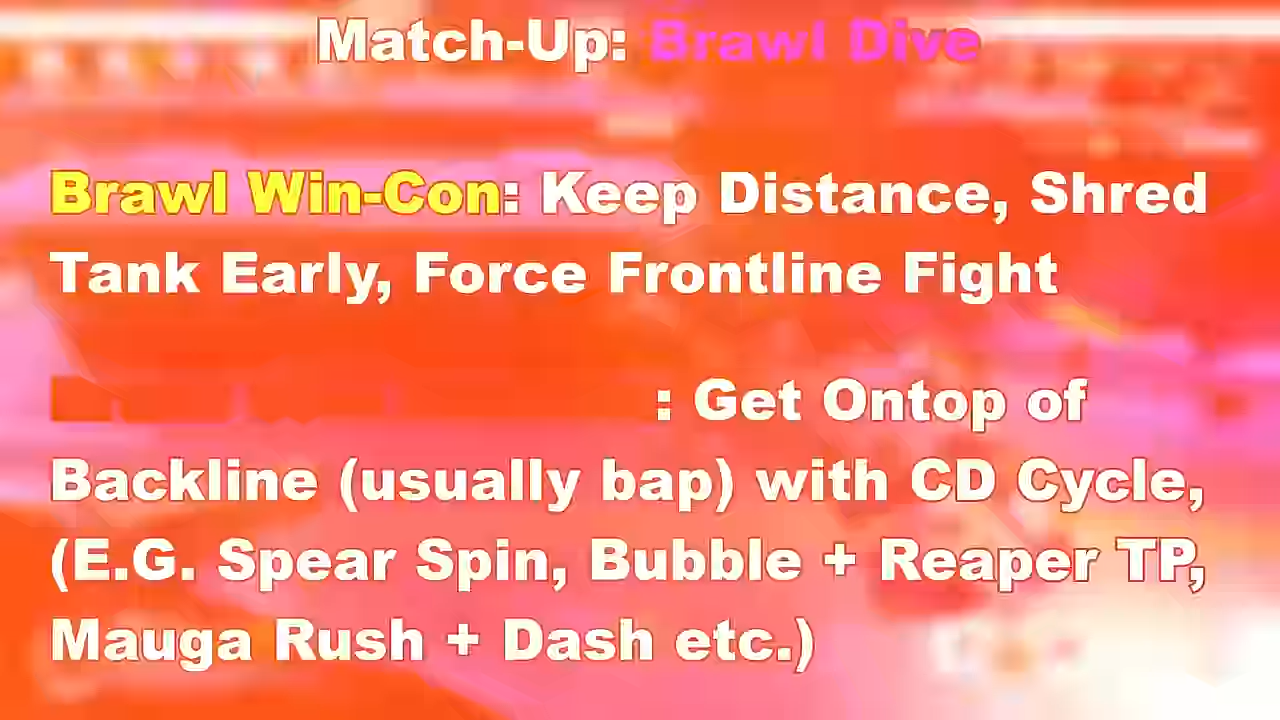 Match-Up: Brawl Dive
Brawl Win-Con: Keep Distance, Shred
Tank Early, Force Frontline Fight
: Get Ontop of
Backline (usually bap) with CD Cycle,
(E.G. Spear Spin, Bubble + Reaper TP,
Mauga Rush + Dash etc.)